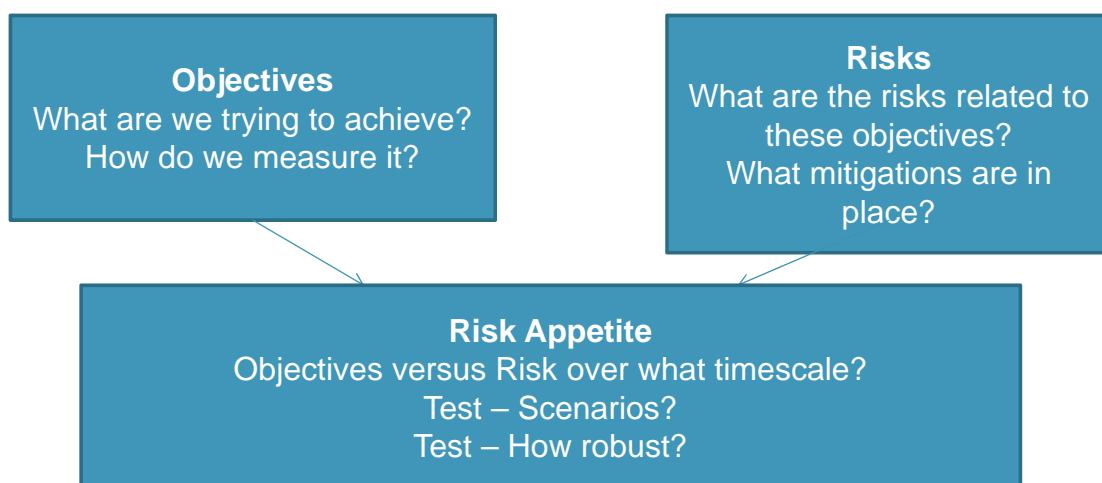 Objectives
What are we trying to achieve?
How do we measure it?
Risks
What are the risks related to
these objectives?
What mitigations are in
place?
Risk Appetite
Objectives versus Risk over what timescale?
Test – Scenarios?
Test – How robust?